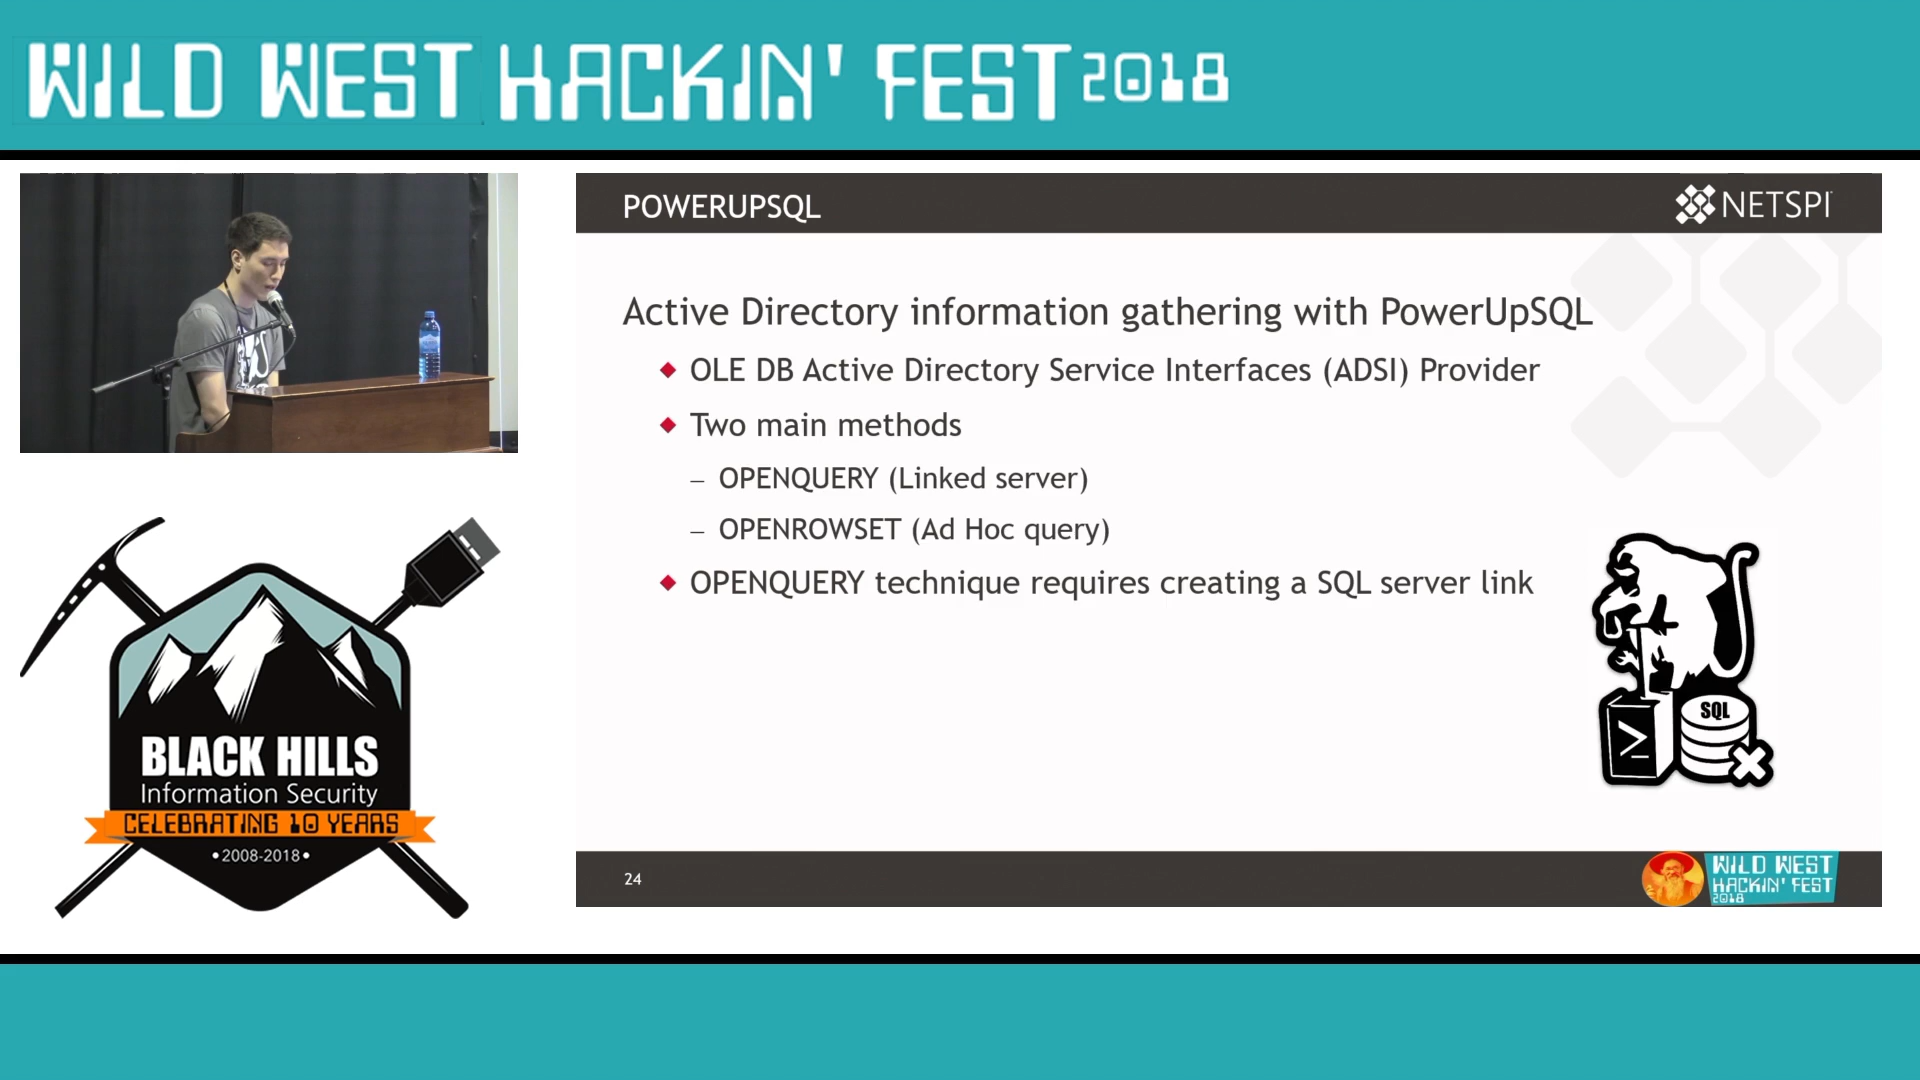 WILD WEST HACKIN' FEST 2018
POWERUPSQL
NETSPI
Active Directory information gathering with PowerUpSQL
OLE DB Active Directory Service Interfaces (ADSI) Provider
Two main methods
– OPENQUERY (Linked server)
– OPENROWSET (Ad Hoc query)
OPENQUERY technique requires creating a SQL server link
SQL
BLACK HILLS
Information Security
CELEBRATING 10 YEARS
•2008-2018•
24
WILD WEST
HACKIN' FEST
2018